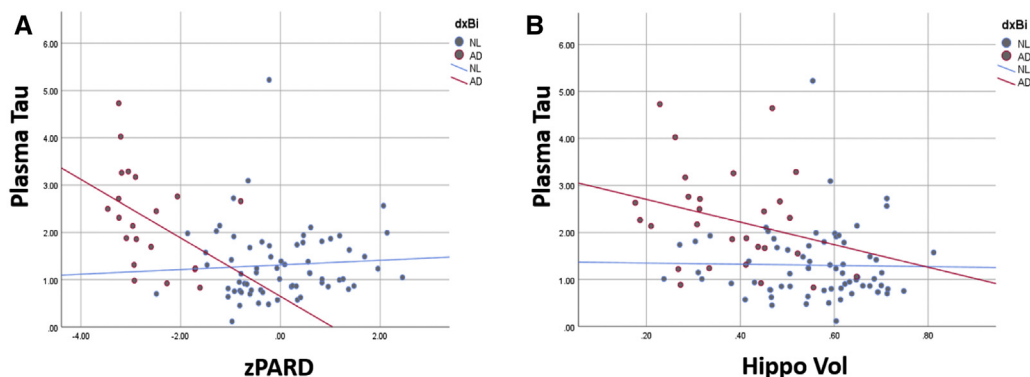 A
Plasma Tau
6.00
5.00
4.00
3.00
2.00
1.00
.00
-4.00 -2.00 .00 2.00
zPARD
dxBi
NL
AD
NL
AD
B
Plasma Tau
6.00
5.00
4.00
3.00
2.00
1.00
.00
.20 .40 .60 .80
Hippo Vol
dxBi
NL
AD
NL
AD